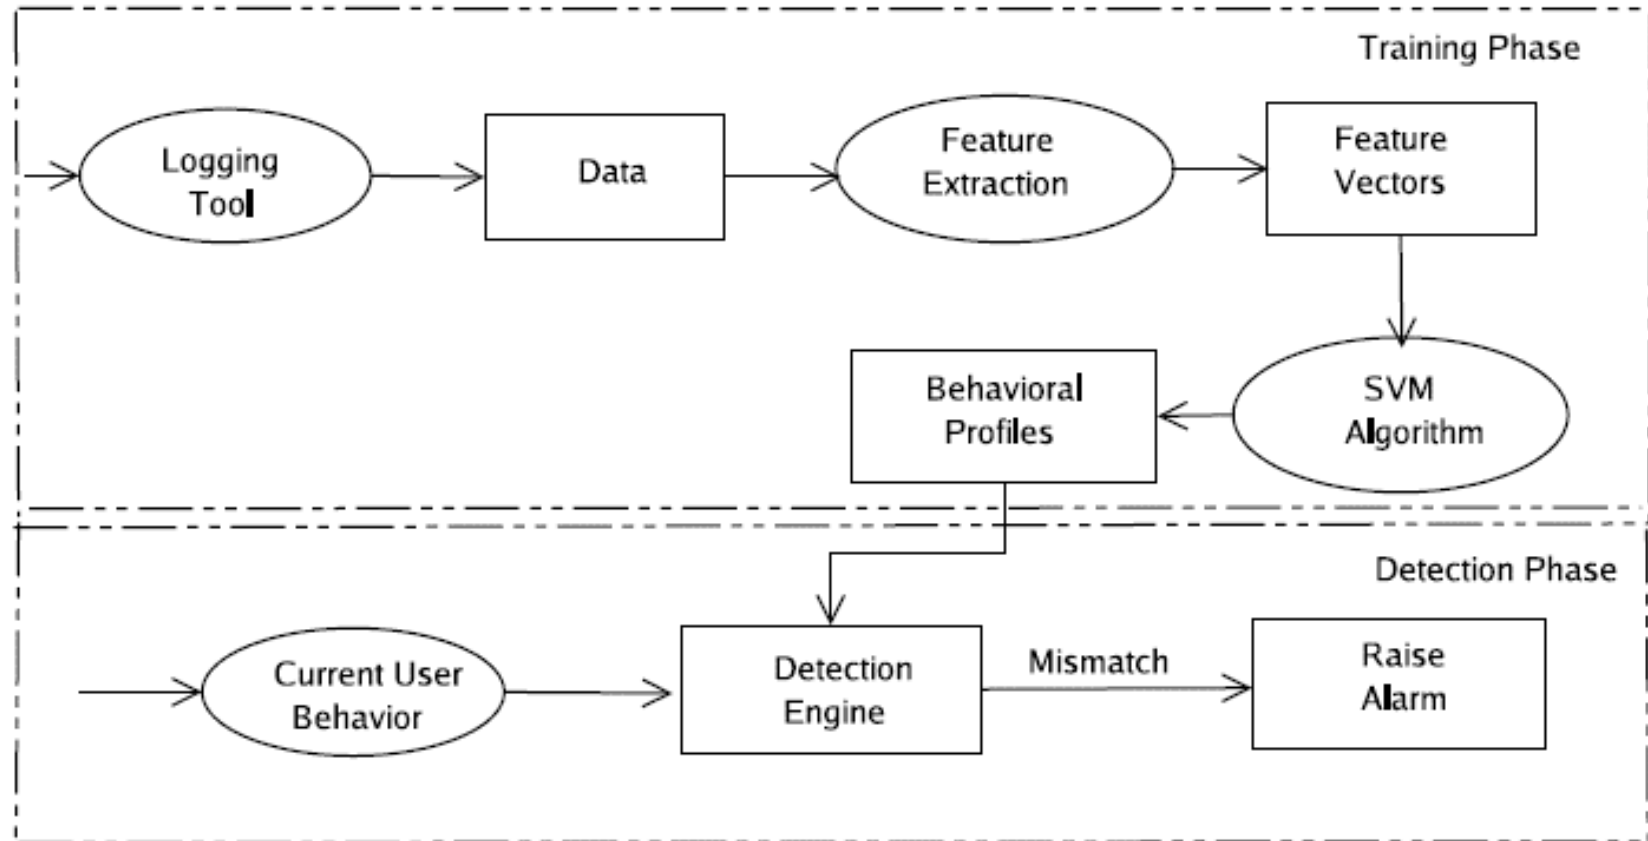 Training Phase
Logging
Tool
Data
Feature
Extraction
Feature
Vectors
SVM
Algorithm
Behavioral
Profiles
Detection Phase
Current User
Behavior
Detection
Engine
Mismatch
Raise
Alarm